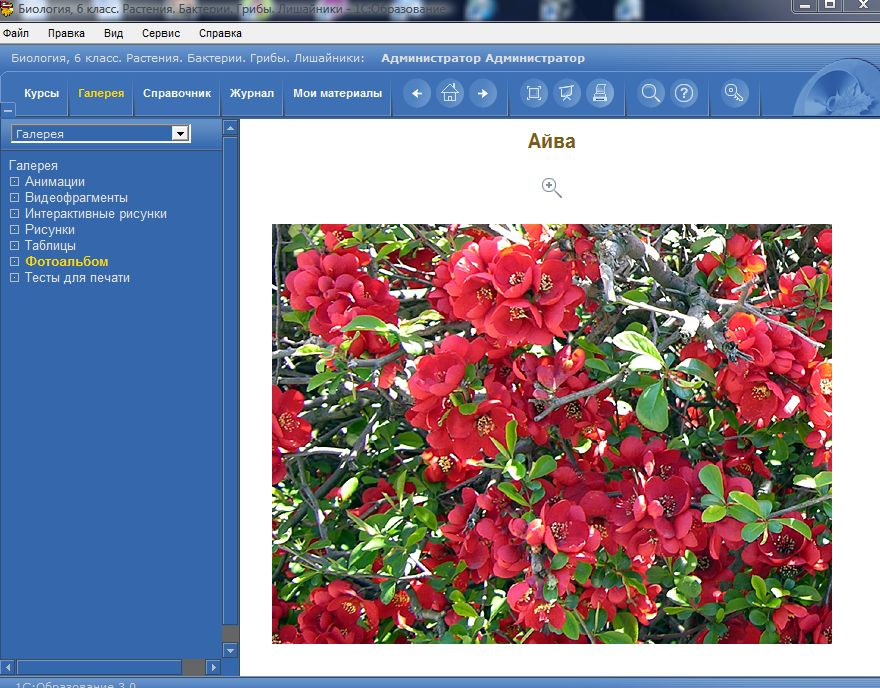 Биология, 6 класс. Растения. Бактерии. Грибы. Лишайники - 1С:Образование
Файл Правка Вид Сервис Справка
Биология, 6 класс. Растения. Бактерии. Грибы. Лишайники: Администратор Администратор
Курсы Галерея Справочник Журнал Мои материалы
Галерея
Айва
Галерея
Анимации
Видеофрагменты
Интерактивные рисунки
Рисунки
Таблицы
Фотоальбом
Тесты для печати
1С:Образование 3.0